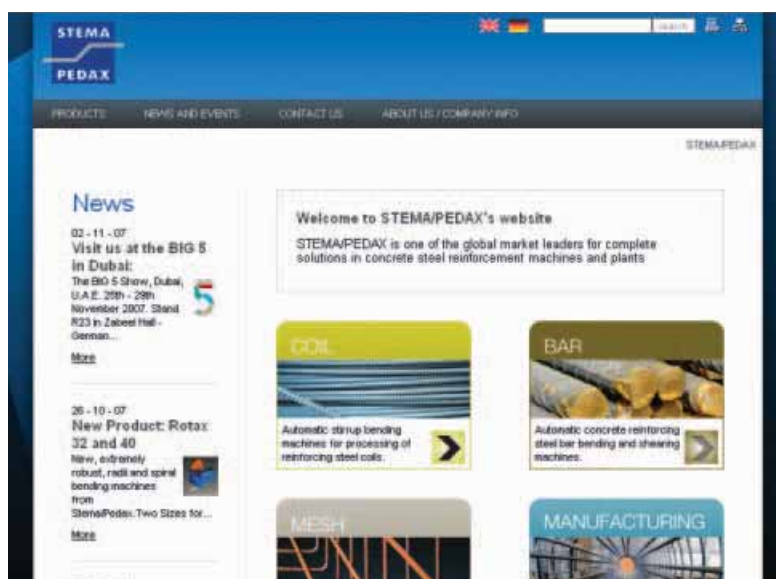 STEMA
PEDAX
search
PRODUCTS
NEWS AND EVENTS
CONTACT US
ABOUT US / COMPANY INFO
STEMA/PEDAX
News
02 - 11 - 07
Visit us at the BIG 5
in Dubai:
The BIG 5 Show, Dubai,
U.A.E. 25th - 29th
November 2007. Stand
R23 in Zabeel Hall -
German...
More
26 - 10 - 07
New Product: Rotax
32 and 40
New, extremely
robust, radii and spiral
bending machines
from
Stema/Pedax.Two Sizes for...
More
Welcome to STEMA/PEDAX's website
STEMA/PEDAX is one of the global market leaders for complete
solutions in concrete steel reinforcement machines and plants
COIL
Automatic stirrup bending
machines for processing of
reinforcing steel coils.
BAR
Automatic concrete reinforcing
steel bar bending and shearing
machines.
MESH
MANUFACTURING